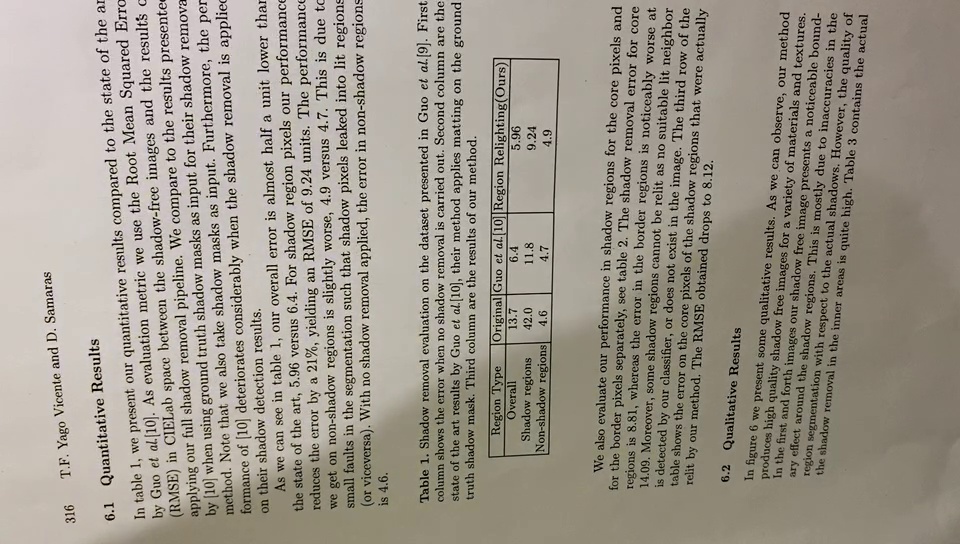 316 T.F. Yago Vicente and D. Samaras
6.1 Quantitative Results
In table 1, we present our quantitative results compared to the state of the
by Guo et al.[10]. As evaluation metric we use the Root Mean Squared
(RMSE) in CIELab space between the shadow-free images and the results
applying our full shadow removal pipeline. We compare to the results presented
by [10] when using ground truth shadow masks as input for their shadow
method. Note that we also take shadow masks as input. Furthermore, the
formance of [10] deteriorates considerably when the shadow removal is applied
on their shadow detection results.
As we can see in table 1, our overall error is almost half a unit lower than
the state of the art, 5.96 versus 6.4. For shadow region pixels our performance
reduces the error by a 21%, yielding an RMSE of 9.24 units. The performance
we get on non-shadow regions is slightly worse, 4.9 versus 4.7. This is due to
small faults in the segmentation such that shadow pixels leaked into lit regions
(or viceversa). With no shadow removal applied, the error in non-shadow regions
is 4.6.
Table 1. Shadow removal evaluation on the dataset presented in Guo et al.[9]. First
column shows the error when no shadow removal is carried out. Second column are the
state of the art results by Guo et al.[10], their method applies matting on the ground
truth shadow mask. Third column are the results of our method.
Region Type Original Guo et al.[10] Region Relighting(Ours)
Overall 13.7 6.4 5.96
Shadow regions 42.0 11.8 9.24
Non-shadow regions 4.6 4.7 4.9
We also evaluate our performance in shadow regions for the core pixels and
for the border pixels separately, see table 2. The shadow removal error for core
regions is 8.81, whereas the error in the border regions is noticeably worse at
14.09. Moreover, some shadow regions cannot be relit as no suitable lit neighbor
is detected by our classifier, or does not exist in the image. The third row of the
table shows the error on the core pixels of the shadow regions that were actually
relit by our method. The RMSE obtained drops to 8.12.
6.2 Qualitative Results
In figure 6 we present some qualitative results. As we can observe, our method
produces high quality shadow free images for a variety of materials and textures.
In the first and forth images our shadow free image presents a noticeable bound-
ary effect around the shadow regions. This is mostly due to inaccuracies in the
region segmentation with respect to the actual shadows. However, the quality of
the shadow removal in the inner areas is quite high. Table 3 contains the actual